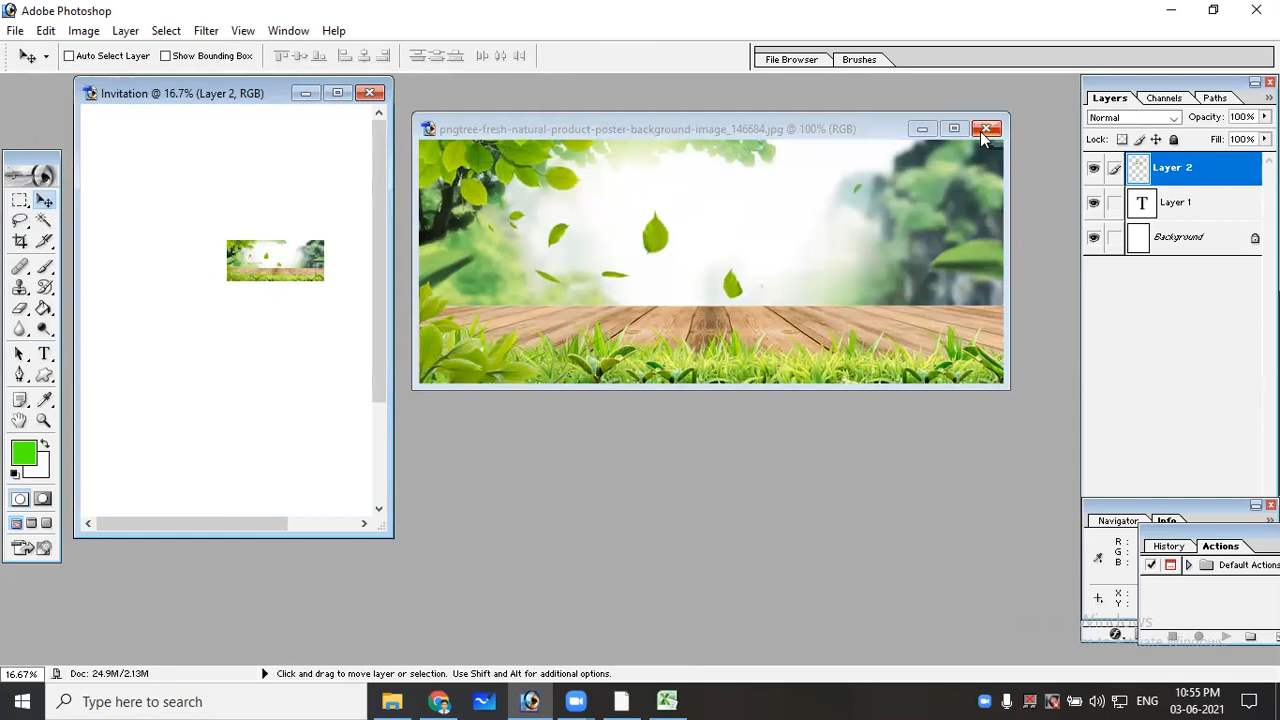 Adobe Photoshop
File Edit Image Layer Select Filter View Window Help
Auto Select Layer Show Bounding Box
File Browser Brushes
Invitation @ 16.7% (Layer 2, RGB)
pngtree-fresh-natural-product-poster-background-image_146684.jpg @ 100% (RGB)
Layers Channels Paths
Normal Opacity: 100%
Lock: Fill: 100%
Layer 2
T Layer 1
Background
Navigator Info
R :
G :
B :
X :
Y :
History Actions
Default Actions
Windows
to activate Windows.
16.67% Doc: 24.9M/2.13M Click and drag to move layer or selection. Use Shift and Alt for additional options.
Type here to search
ENG
10:55 PM
03-06-2021